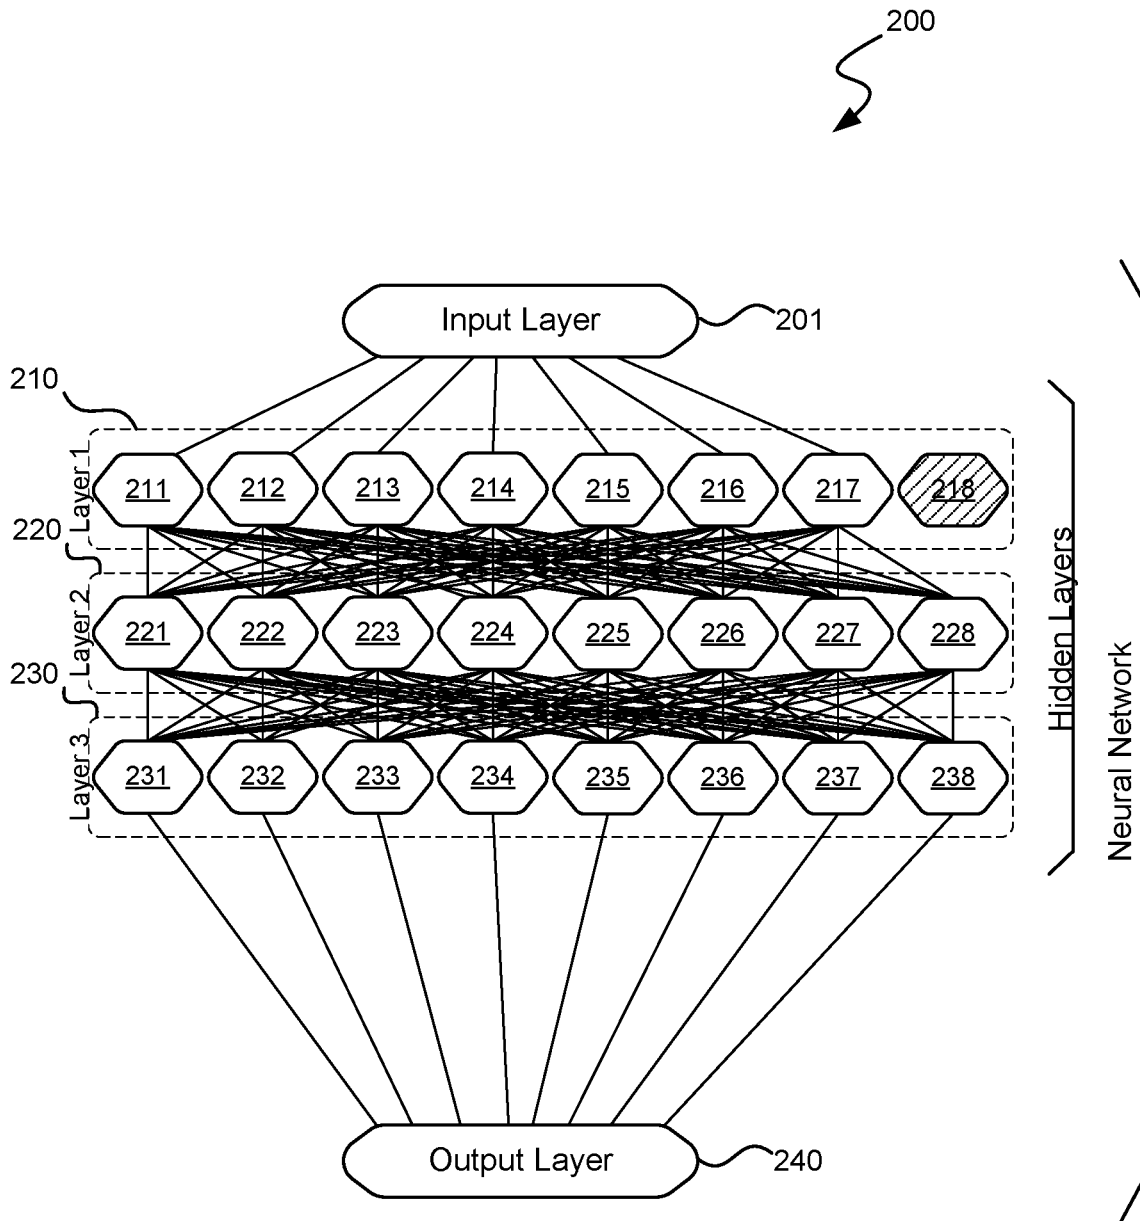 200
Input Layer
201
210
Layer 1
211 212 213 214 215 216 217 218
220
Layer 2
221 222 223 224 225 226 227 228
230
Layer 3
231 232 233 234 235 236 237 238
Hidden Layers
Neural Network
Output Layer
240